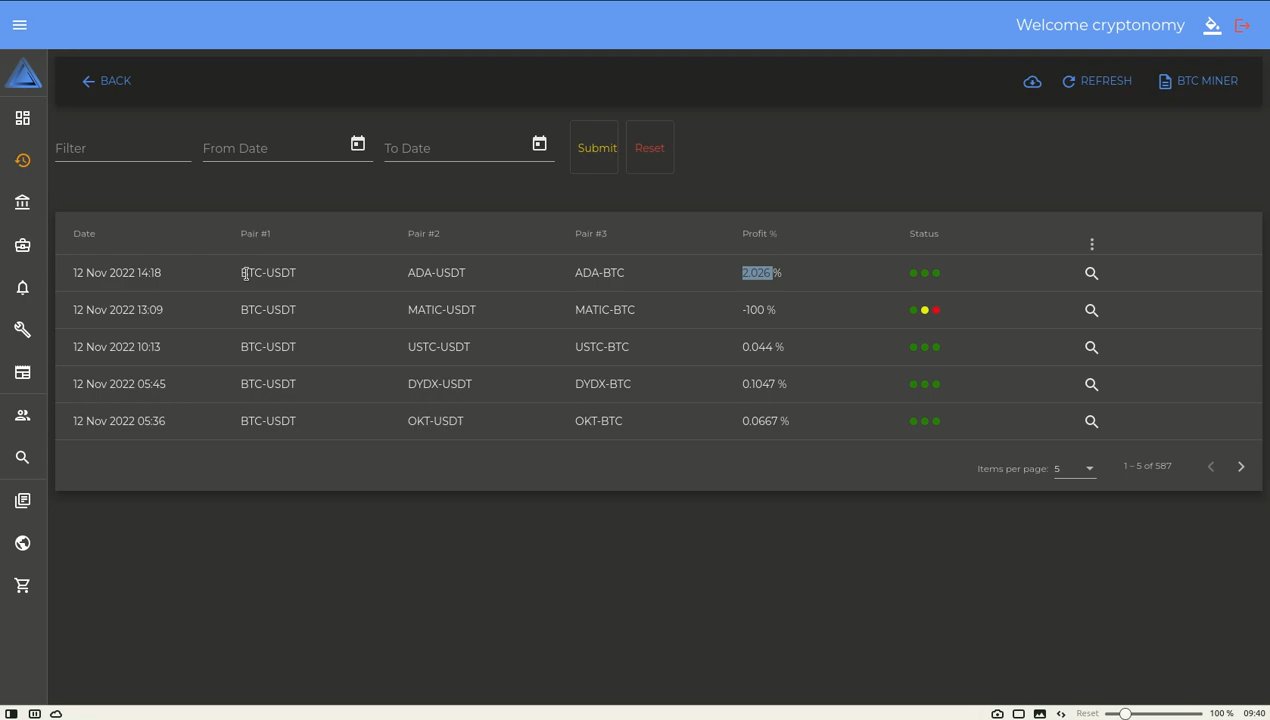 Welcome cryptonomy
BACK
REFRESH
BTC MINER
Filter
From Date
To Date
Submit
Reset
Date Pair #1 Pair #2 Pair #3 Profit % Status
12 Nov 2022 14:18 BTC-USDT ADA-USDT ADA-BTC 2.026 %
12 Nov 2022 13:09 BTC-USDT MATIC-USDT MATIC-BTC -100 %
12 Nov 2022 10:13 BTC-USDT USTC-USDT USTC-BTC 0.044 %
12 Nov 2022 05:45 BTC-USDT DYDX-USDT DYDX-BTC 0.1047 %
12 Nov 2022 05:36 BTC-USDT OKT-USDT OKT-BTC 0.0667 %
Items per page: 5 1 – 5 of 587
Reset 100 % 09:40